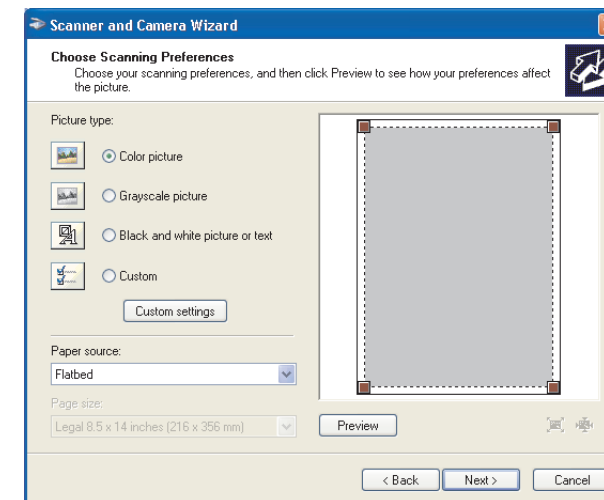 Scanner and Camera Wizard
Choose Scanning Preferences
Choose your scanning preferences, and then click Preview to see how your preferences affect
the picture.
Picture type:
Color picture
Grayscale picture
Black and white picture or text
Custom
Custom settings
Paper source:
Flatbed
Page size:
Legal 8.5 x 14 inches (216 x 356 mm)
Preview
< Back
Next >
Cancel